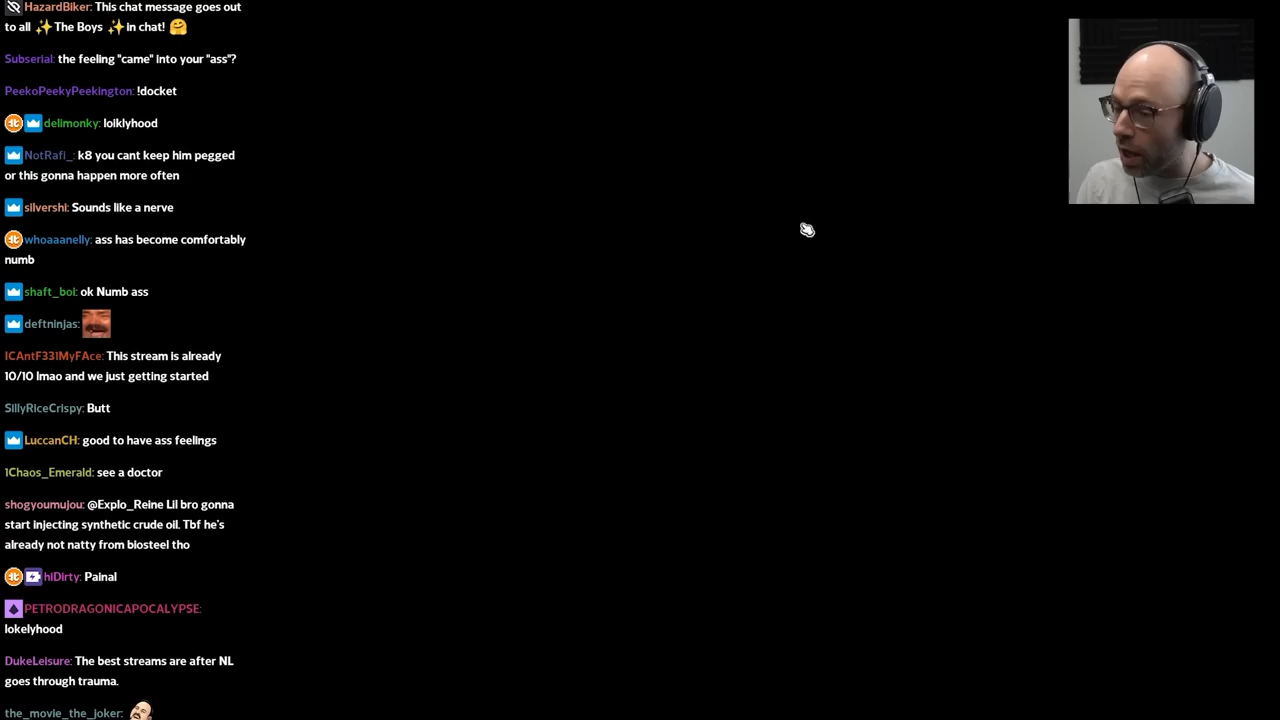 HazardBiker: This chat message goes out
to all ✨The Boys ✨in chat! 🤗
Subserial: the feeling "came" into your "ass"?
PeekoPeekyPeekington: !docket
delimonky: loiklyhood
NotRafi_: k8 you cant keep him pegged
or this gonna happen more often
silvershi: Sounds like a nerve
whoaaanelly: ass has become comfortably
numb
shaft_boi: ok Numb ass
deftninjas:
ICAntF33lMyFAce: This stream is already
10/10 lmao and we just getting started
SillyRiceCrispy: Butt
LuccanCH: good to have ass feelings
1Chaos_Emerald: see a doctor
shogyoumujou: @Explo_Reine Lil bro gonna
start injecting synthetic crude oil. Tbf he's
already not natty from biosteel tho
hiDirty: Painal
PETRODRAGONICAPOCALYPSE:
lokelyhood
DukeLeisure: The best streams are after NL
goes through trauma.
the_movie_the_joker: